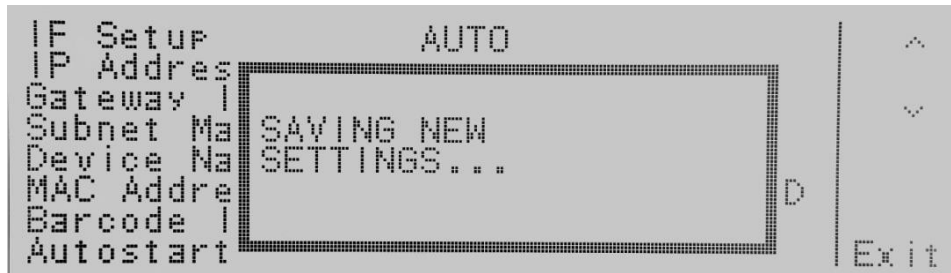 IF Setup AUTO
IP Addres
Gateway I
Subnet Ma
SAVING NEW
Device Na
SETTINGS...
MAC Addre
D
Barcode I
Autostart
Exit